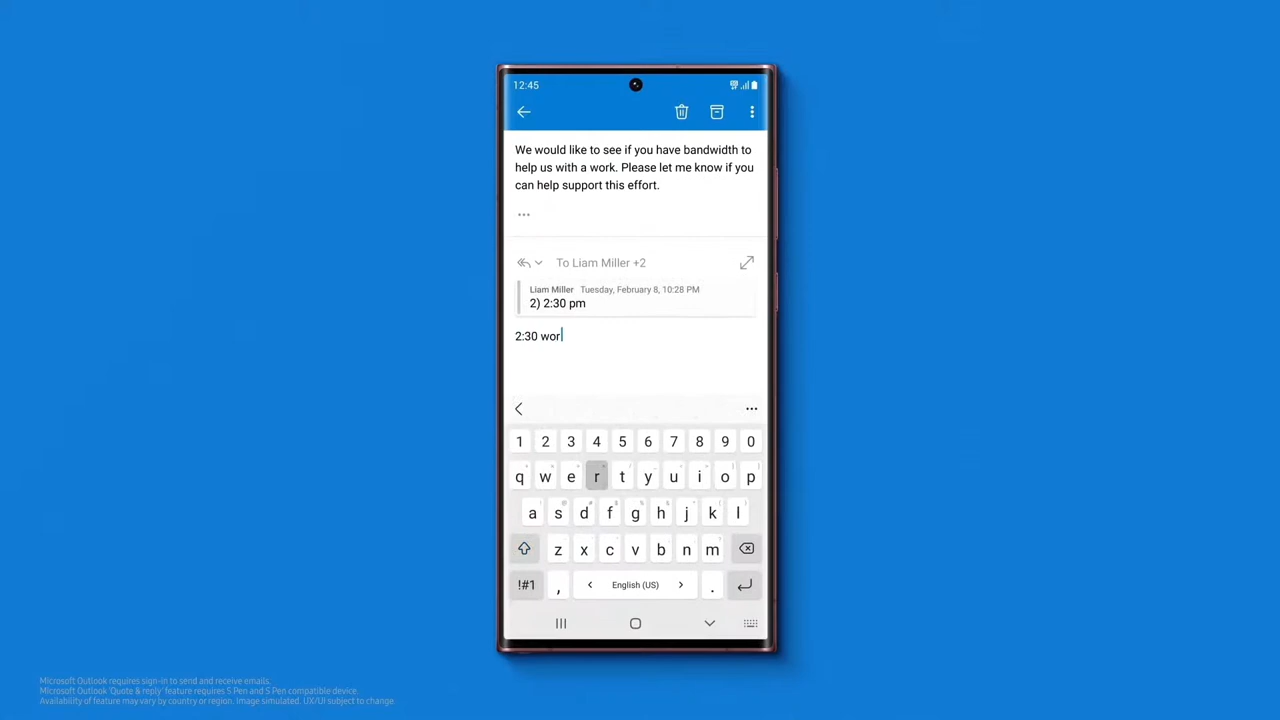 12:45
We would like to see if you have bandwidth to
help us with a work. Please let me know if you
can help support this effort.
...
To Liam Miller +2
Liam Miller Tuesday, February 8, 10:28 PM
2) 2:30 pm
2:30 wor
1 2 3 4 5 6 7 8 9 0
q w e r t y u i o p
a s d f g h j k l
z x c v b n m
!#1 , < English (US) > .
Microsoft Outlook requires sign-in to send and receive emails.
Microsoft Outlook 'Quote & reply' feature requires S Pen and S Pen compatible device.
Availability of feature may vary by country or region. Image simulated. UX/UI subject to change.